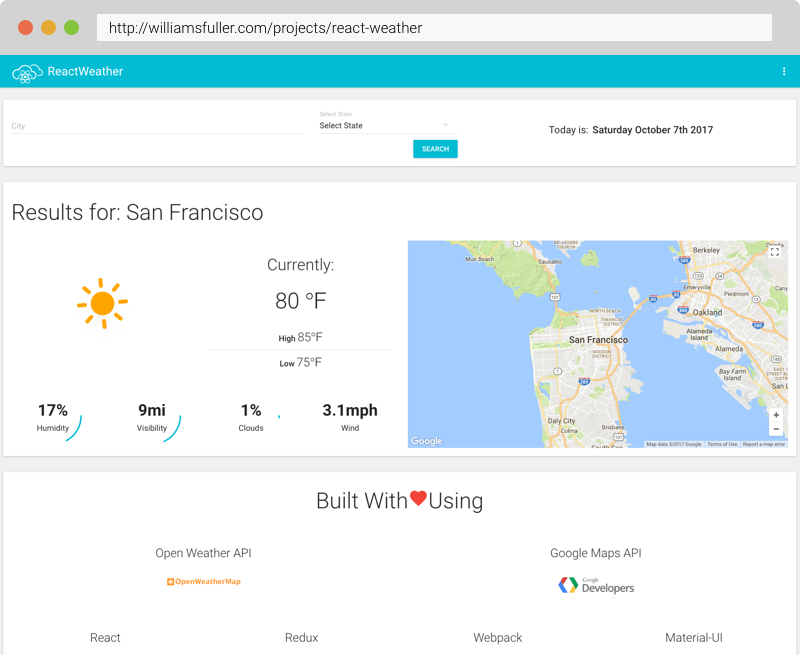 http://williamsfuller.com/projects/react-weather
ReactWeather
City
Select State
Select State
SEARCH
Today is: Saturday October 7th 2017
Results for: San Francisco
Currently:
80 °F
High 85°F
Low 75°F
17%
Humidity
9mi
Visibility
1%
Clouds
3.1mph
Wind
Muir Beach
Sausalito
BELVEDERE
Berkeley
Emeryville
Piedmont
Oakland
NORTH BEACH
FINANCIAL
DISTRICT
San Francisco
MISSION
DISTRICT
Alameda
Island
Alameda
Bay Farm
Island
Daly City
Colma
Brisbane
South San
Google
Map data ©2017 Google
Terms of Use
Report a map error
Built With Using
Open Weather API
OpenWeatherMap
Google Maps API
Google
Developers
React
Redux
Webpack
Material-UI